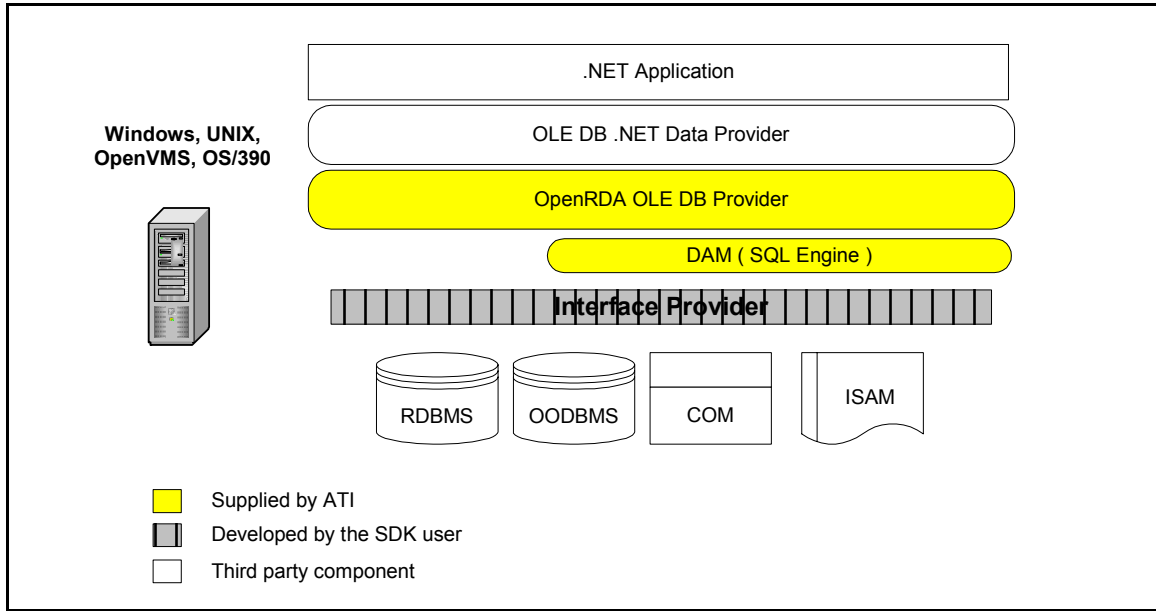 .NET Application
Windows, UNIX,
OpenVMS, OS/390
OLE DB .NET Data Provider
OpenRDA OLE DB Provider
DAM ( SQL Engine )
Interface Provider
RDBMS
OODBMS
COM
ISAM
Supplied by ATI
Developed by the SDK user
Third party component